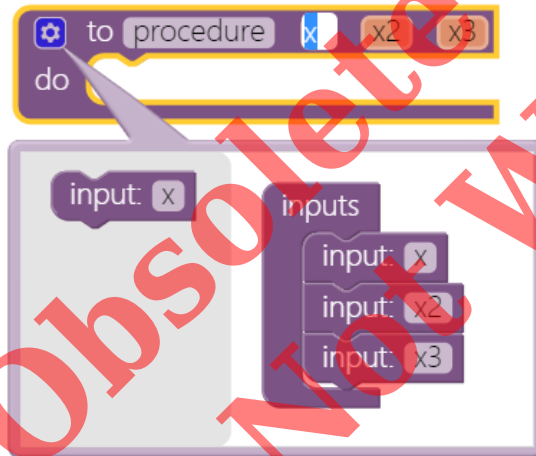 to procedure x x2 x3
do
input: x
inputs
input: x
input: x2
input: x3
Obsolete
Not